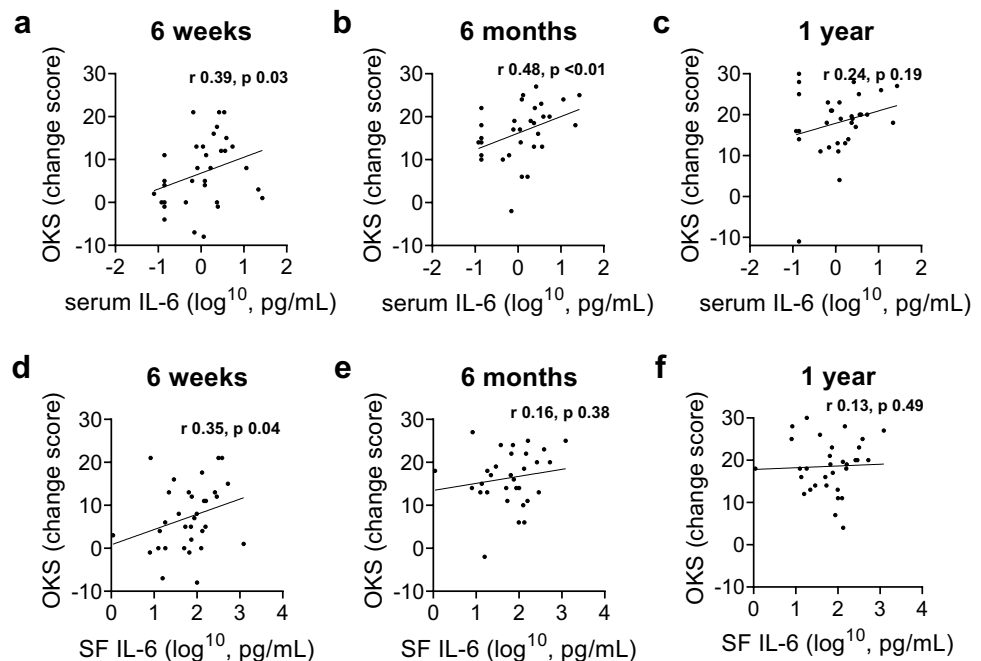 a
6 weeks
r 0.39, p 0.03
OKS (change score)
30
20
10
0
-10
-2
-1
0
1
2
serum IL-6 (log¹⁰, pg/mL)
b
6 months
r 0.48, p <0.01
OKS (change score)
30
20
10
0
-10
-2
-1
0
1
2
serum IL-6 (log¹⁰, pg/mL)
c
1 year
r 0.24, p 0.19
OKS (change score)
30
20
10
0
-10
-2
-1
0
1
2
serum IL-6 (log¹⁰, pg/mL)
d
6 weeks
r 0.35, p 0.04
OKS (change score)
30
20
10
0
-10
0
1
2
3
4
SF IL-6 (log¹⁰, pg/mL)
e
6 months
r 0.16, p 0.38
OKS (change score)
30
20
10
0
-10
0
1
2
3
4
SF IL-6 (log¹⁰, pg/mL)
f
1 year
r 0.13, p 0.49
OKS (change score)
30
20
10
0
-10
0
1
2
3
4
SF IL-6 (log¹⁰, pg/mL)